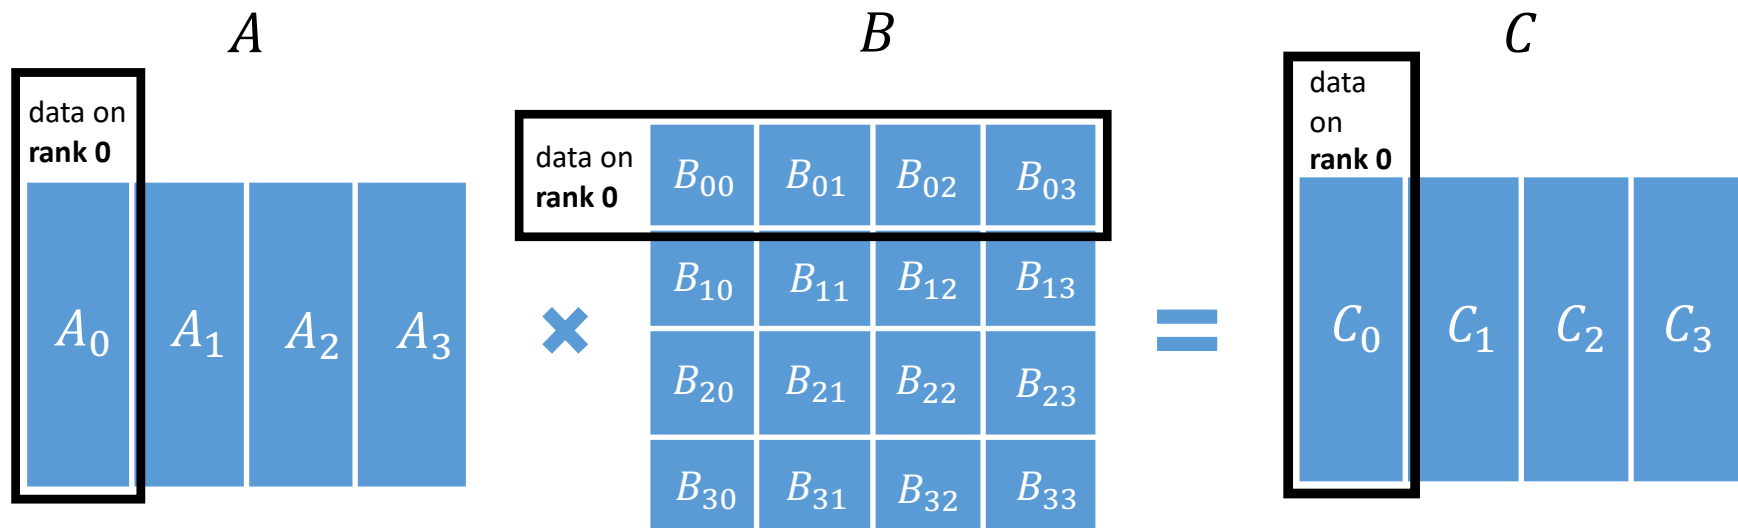 A
B
C
data on
rank 0
data on
rank 0
data
on
rank 0
B₀₀ B₀₁ B₀₂ B₀₃
B₁₀ B₁₁ B₁₂ B₁₃
A₀ A₁ A₂ A₃
×
=
C₀ C₁ C₂ C₃
B₂₀ B₂₁ B₂₂ B₂₃
B₃₀ B₃₁ B₃₂ B₃₃